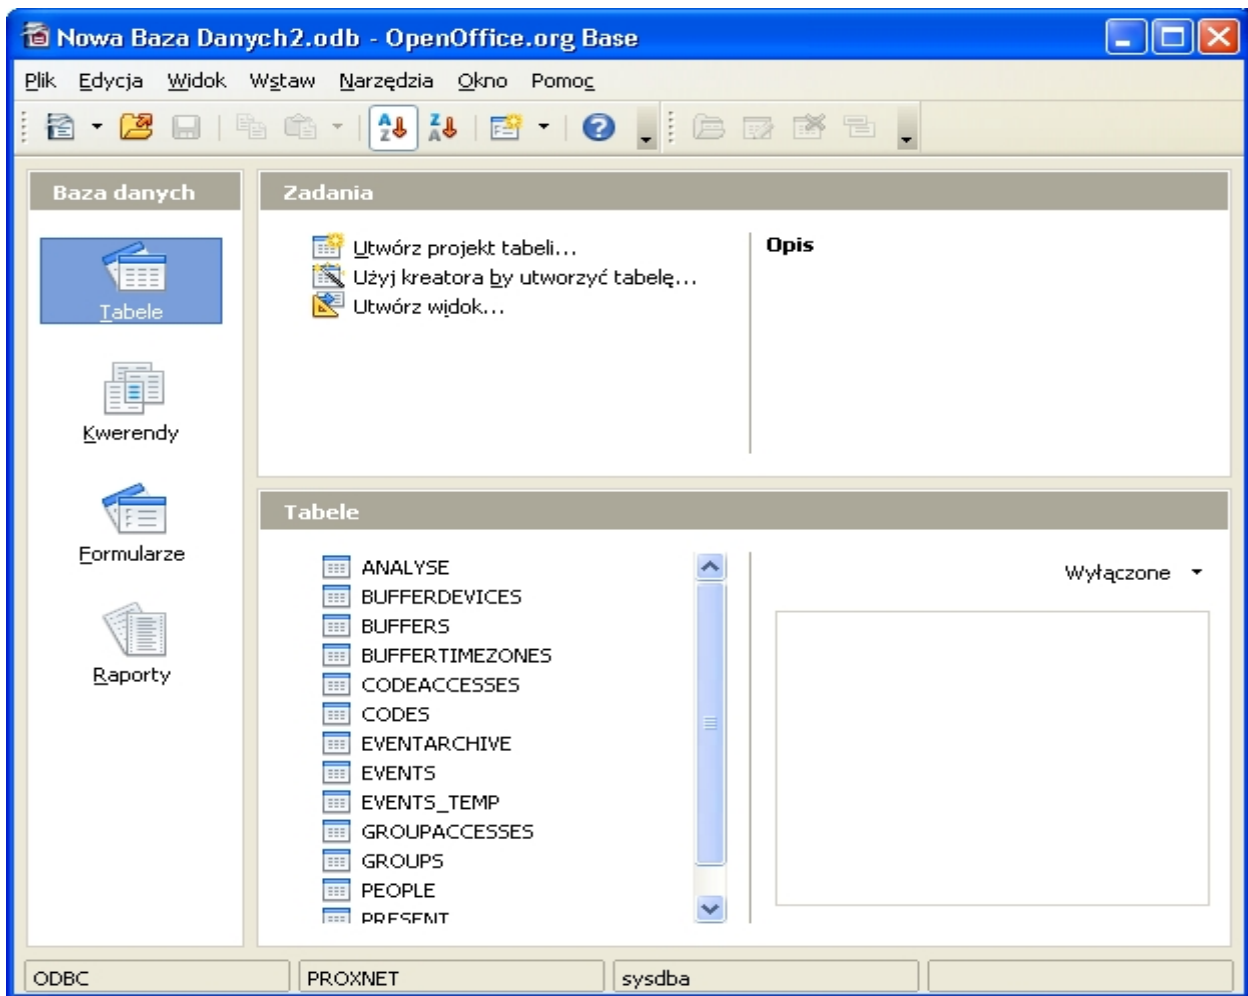 Nowa Baza Danych2.odb - OpenOffice.org Base
Plik Edycja Widok Wstaw Narzędzia Okno Pomoc
Baza danych
Tabele
Kwerendy
Formularze
Raporty
Zadania
Utwórz projekt tabeli...
Użyj kreatora by utworzyć tabelę...
Utwórz widok...
Opis
Tabele
ANALYSE
BUFFERDEVICES
BUFFERS
BUFFERTIMEZONES
CODEACCESSES
CODES
EVENTARCHIVE
EVENTS
EVENTS_TEMP
GROUPACCESSES
GROUPS
PEOPLE
PRESENT
Wyłączone
ODBC PROXNET sysdba